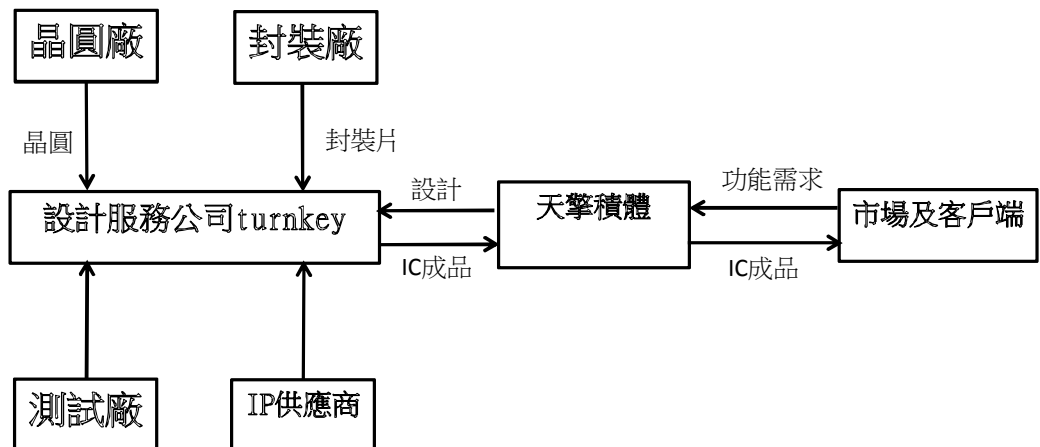 晶圓廠
封裝廠
晶圓
封裝片
設計服務公司turnkey
設計
IC成品
天擎積體
功能需求
IC成品
市場及客戶端
測試廠
IP供應商